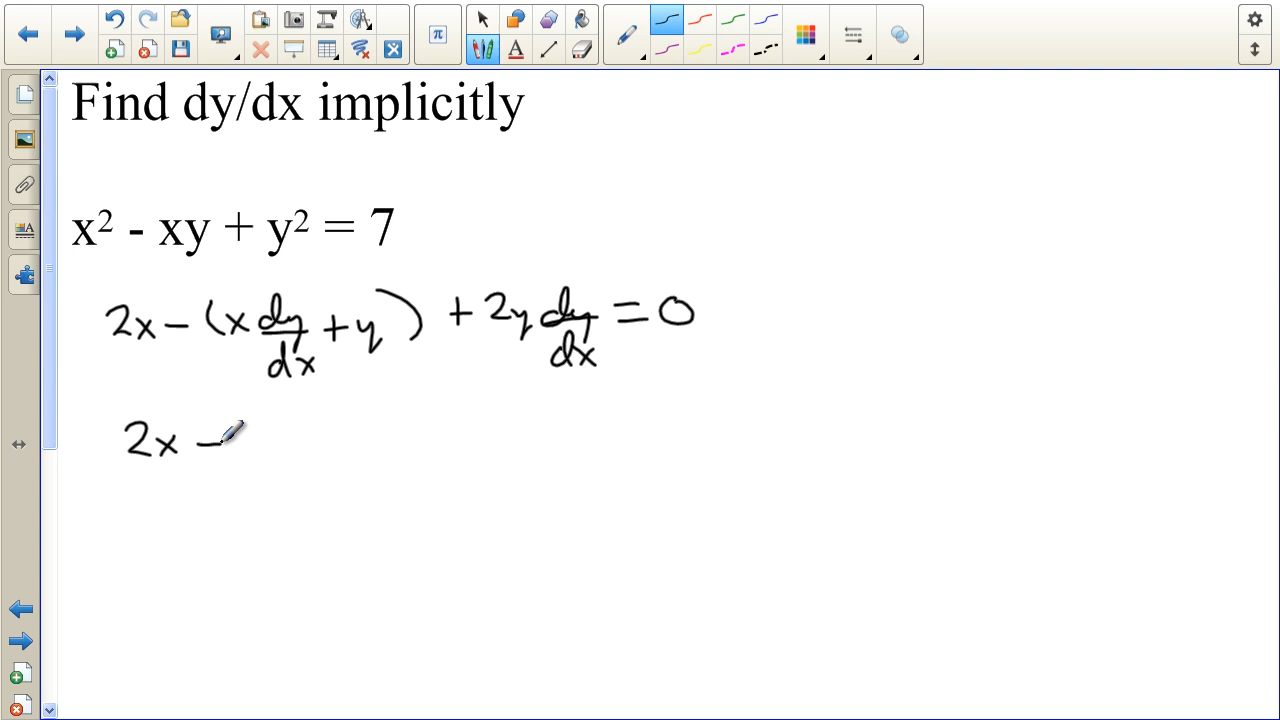 Find dy/dx implicitly
x² - xy + y² = 7
2x - (x dy/dx + y) + 2y dy/dx = 0
2x -